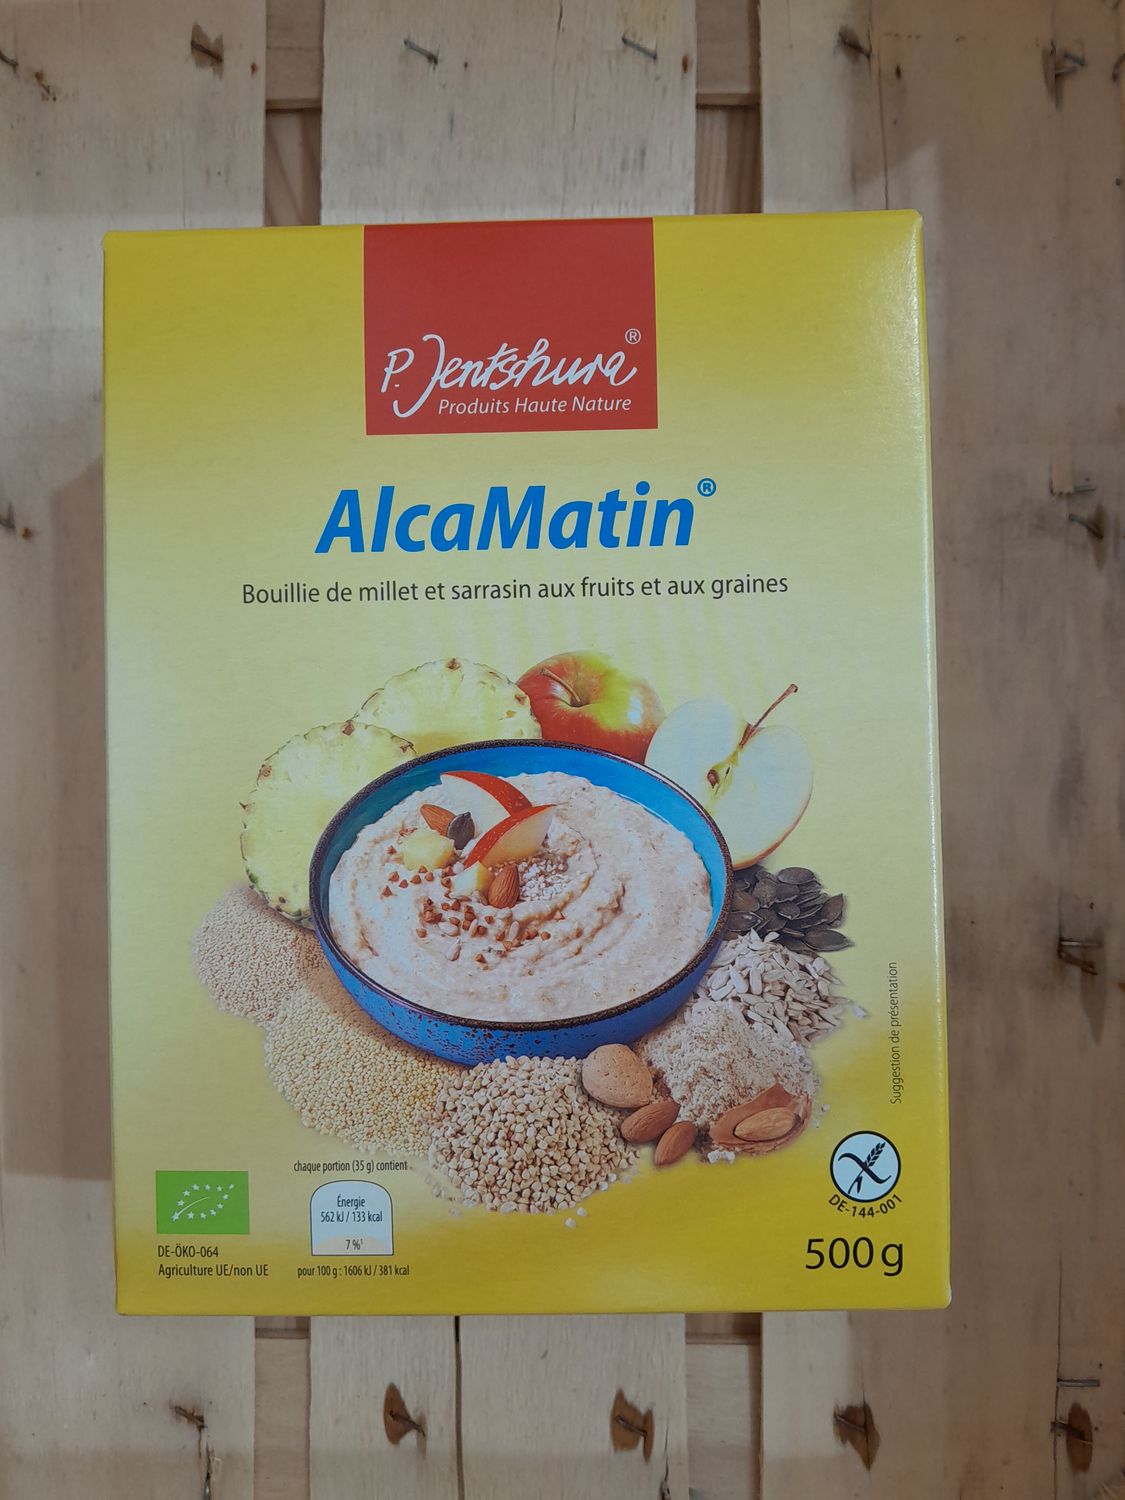 P. Jentschura®
Produits Haute Nature
AlcaMatin®
Bouillie de millet et sarrasin aux fruits et aux graines
Suggestion de présentation
chaque portion (35 g) contient
Énergie
562 kJ / 133 kcal
7 %¹
pour 100 g : 1606 kJ / 381 kcal
DE-ÖKO-064
Agriculture UE/non UE
DE-144-001
500 g